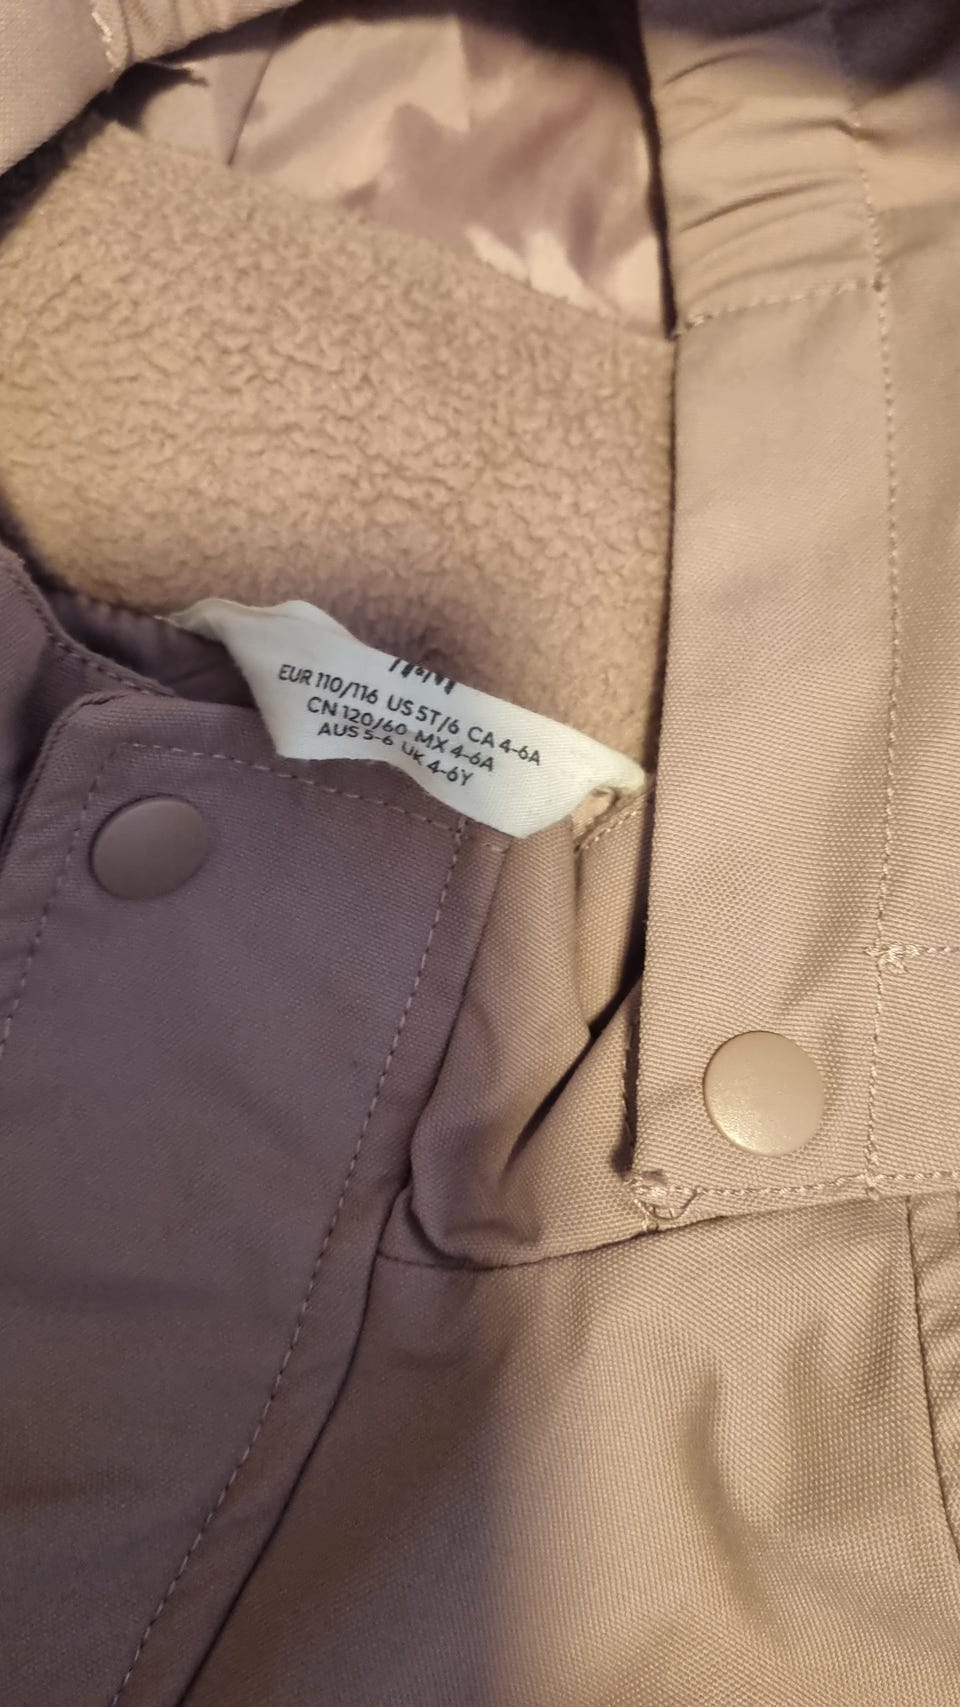 H&M
EUR 110/116 US 5T/6 CA 4-6A
CN 120/60 MX 4-6A
AUS 5-6 UK 4-6Y